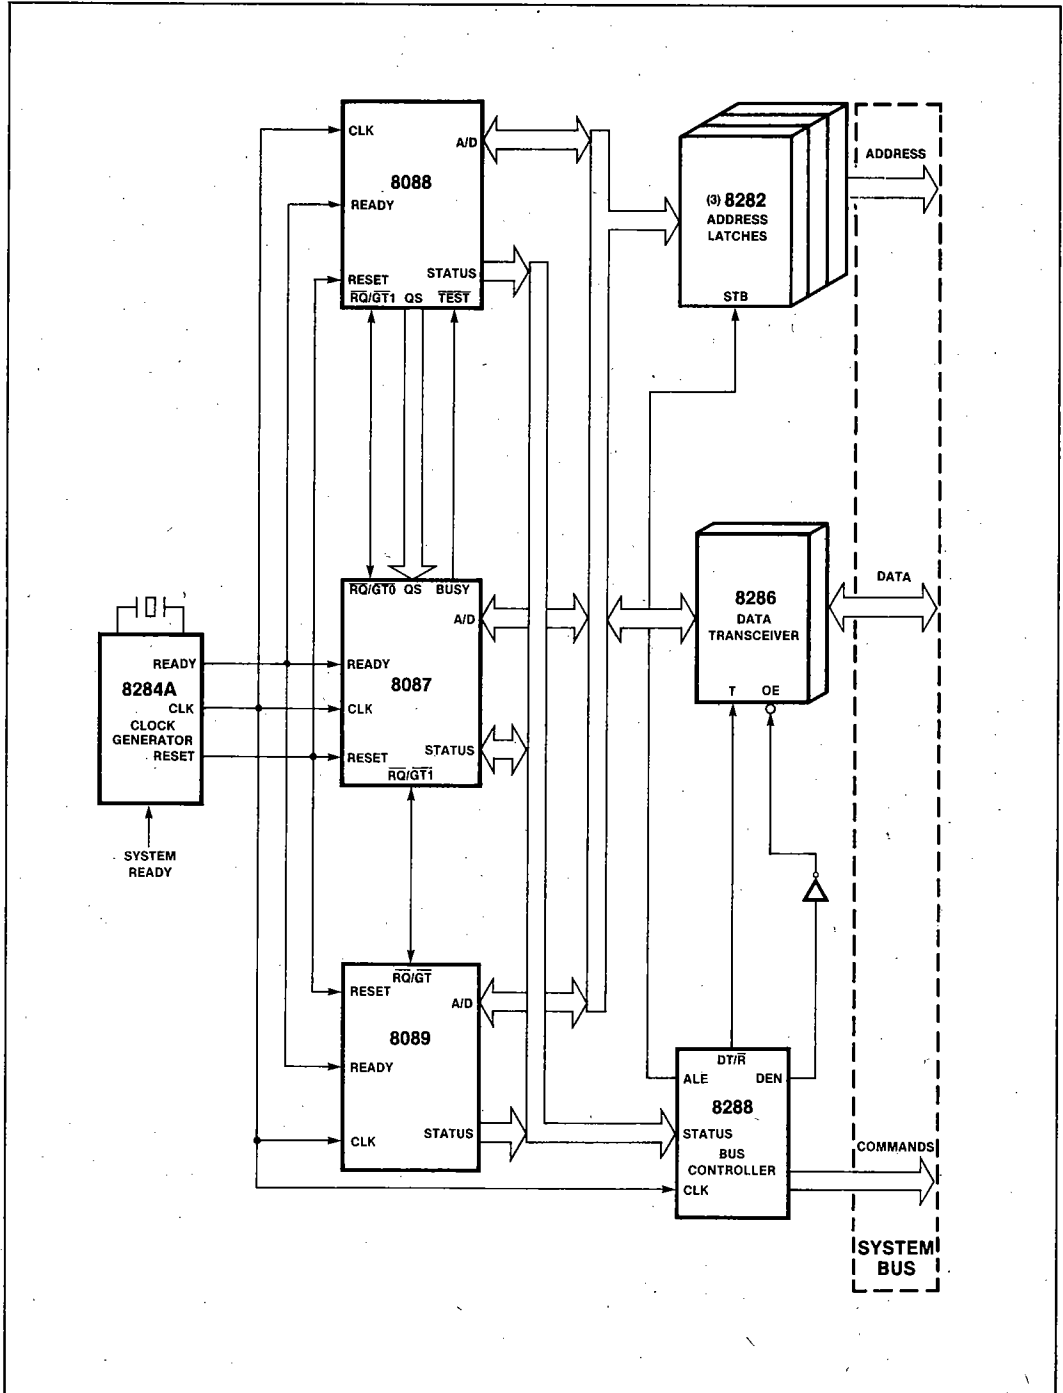 CLK
A/D
8088
READY
RESET
STATUS
RQ/GT1 QS TEST
(3) 8282
ADDRESS
LATCHES
STB
ADDRESS
RQ/GT0 QS BUSY
A/D
READY
8087
CLK
RESET
STATUS
RQ/GT1
READY
8284A
CLK
CLOCK
GENERATOR
RESET
SYSTEM
READY
8286
DATA
TRANSCEIVER
T OE
DATA
RQ/GT
RESET
A/D
8089
READY
STATUS
CLK
DT/R
ALE DEN
8288
STATUS
BUS
CONTROLLER
CLK
COMMANDS
SYSTEM
BUS